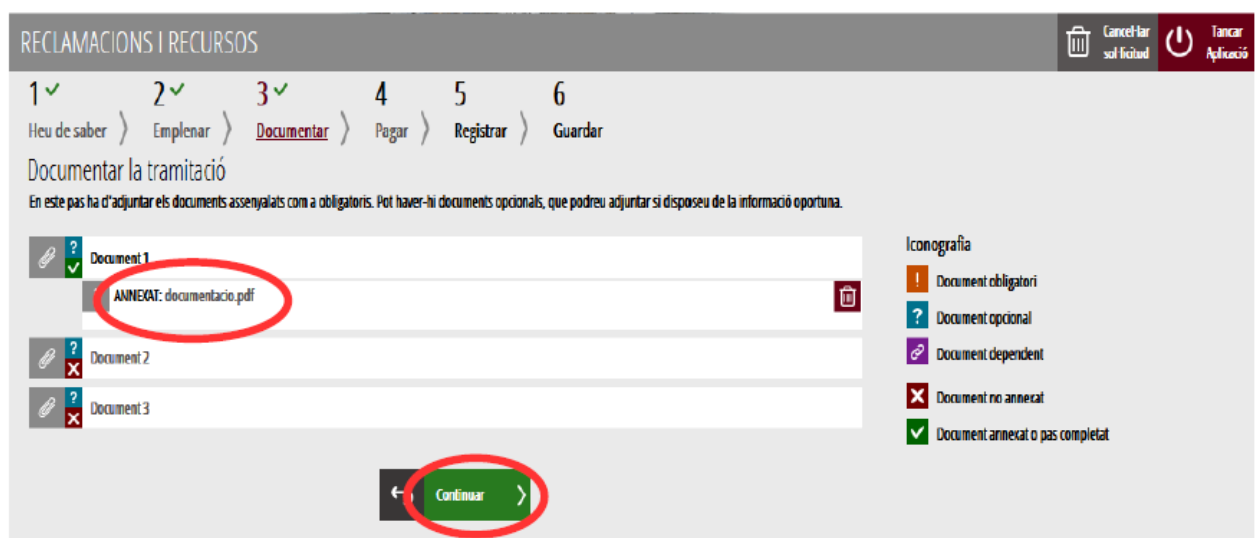 RECLAMACIONS I RECURSOS
Cancel·lar
sol·licitud
Tancar
Aplicació
1 2 3 4 5 6
Heu de saber Emplenar Documentar Pagar Registrar Guardar
Documentar la tramitació
En este pas ha d'adjuntar els documents assenyalats com a obligatoris. Pot haver-hi documents opcionals, que podreu adjuntar si disposeu de la informació oportuna.
? Document 1
ANNEXAT: documentacio.pdf
? Document 2
? Document 3
Continuar
Iconografia
! Document obligatori
? Document opcional
Document dependent
Document no annexat
Document annexat o pas completat